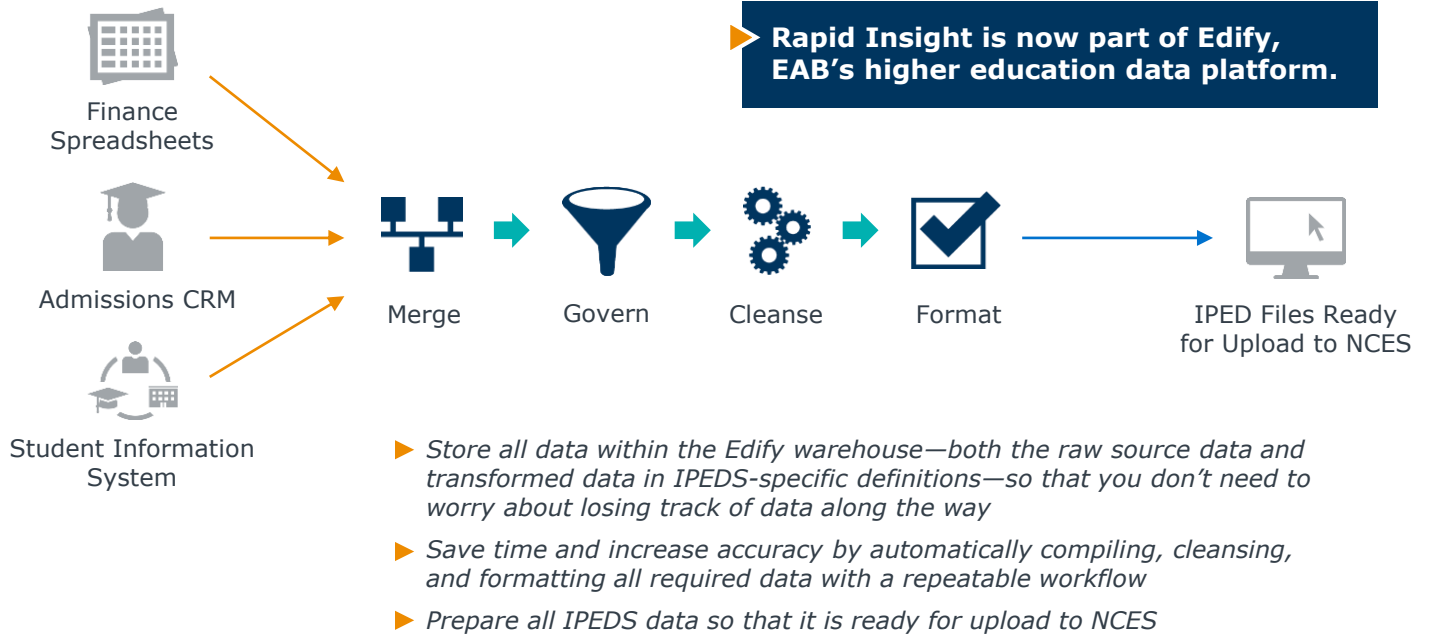 Rapid Insight is now part of Edify,
EAB’s higher education data platform.
Finance
Spreadsheets
Admissions CRM
Student Information
System
Merge
Govern
Cleanse
Format
IPED Files Ready
for Upload to NCES
Store all data within the Edify warehouse—both the raw source data and
transformed data in IPEDS-specific definitions—so that you don’t need to
worry about losing track of data along the way
Save time and increase accuracy by automatically compiling, cleansing,
and formatting all required data with a repeatable workflow
Prepare all IPEDS data so that it is ready for upload to NCES